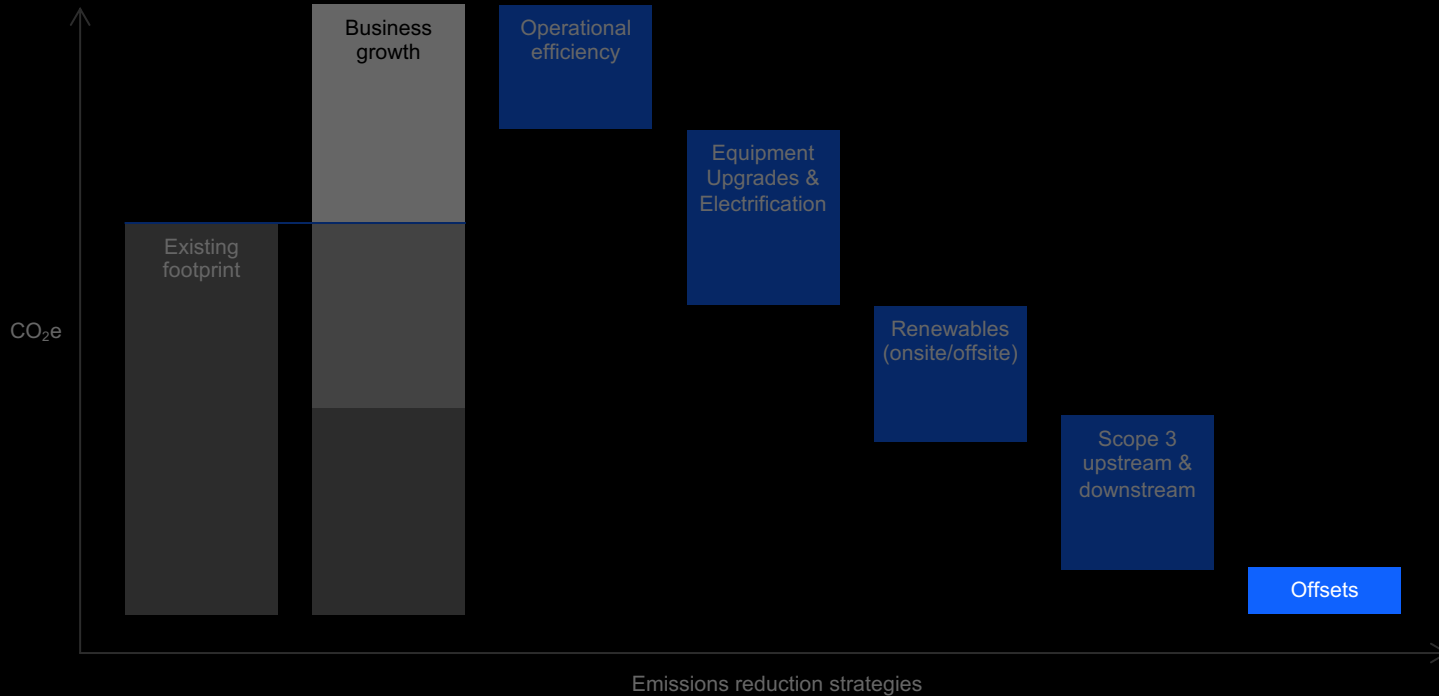 Business
growth
Operational
efficiency
Equipment
Upgrades &
Electrification
Existing
footprint
CO₂e
Renewables
(onsite/offsite)
Scope 3
upstream &
downstream
Offsets
Emissions reduction strategies